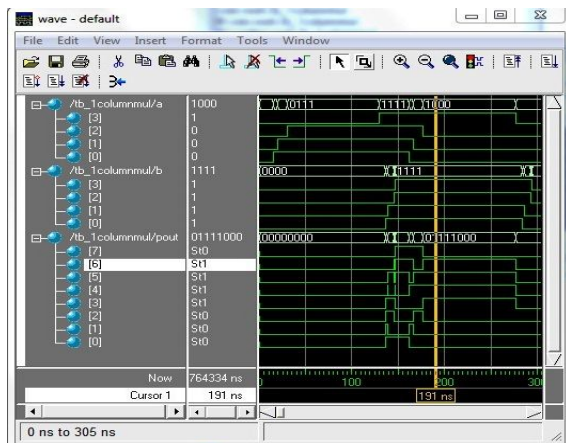 wave - default
File Edit View Insert Format Tools Window
/tb_1columnmul/a 1000 0111 1111 1000
[3] 1
[2] 0
[1] 0
[0] 0
/tb_1columnmul/b 1111 0000 1111
[3] 1
[2] 1
[1] 1
[0] 1
/tb_1columnmul/pout 01111000 00000000 01111000
[7] St0
[6] St1
[5] St1
[4] St1
[3] St1
[2] St0
[1] St0
[0] St0
Now 764334 ns 100 200 300
Cursor 1 191 ns 191 ns
0 ns to 305 ns